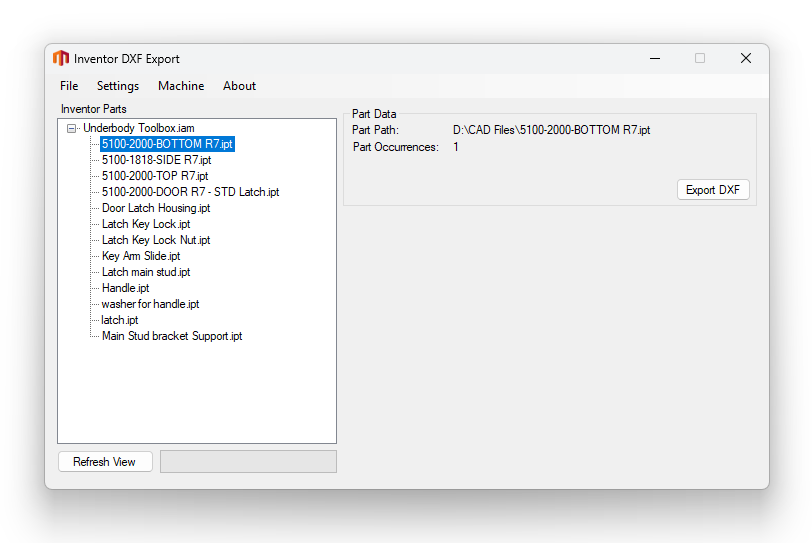 Inventor DXF Export
File Settings Machine About
Inventor Parts
Underbody Toolbox.iam
5100-2000-BOTTOM R7.ipt
5100-1818-SIDE R7.ipt
5100-2000-TOP R7.ipt
5100-2000-DOOR R7 - STD Latch.ipt
Door Latch Housing.ipt
Latch Key Lock.ipt
Latch Key Lock Nut.ipt
Key Arm Slide.ipt
Latch main stud.ipt
Handle.ipt
washer for handle.ipt
latch.ipt
Main Stud bracket Support.ipt
Refresh View
Part Data
Part Path: D:\CAD Files\5100-2000-BOTTOM R7.ipt
Part Occurrences: 1
Export DXF